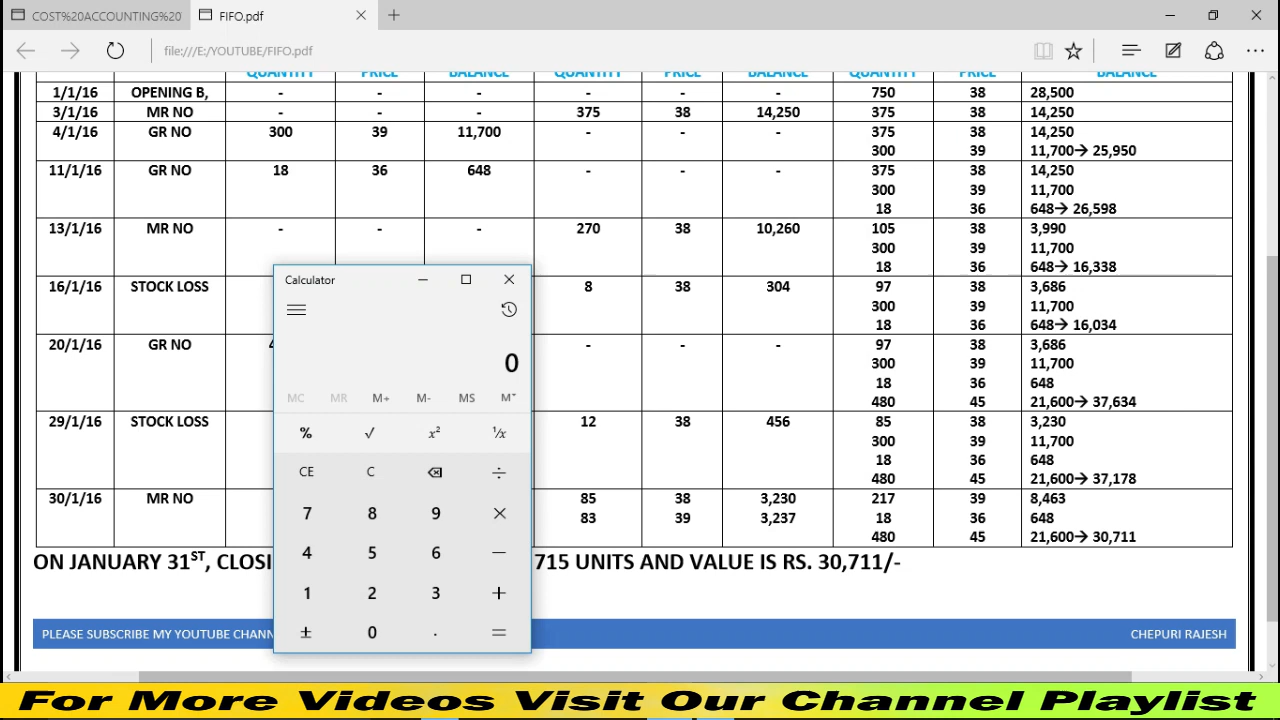 COST%20ACCOUNTING%20
FIFO.pdf
file:///E:/YOUTUBE/FIFO.pdf
QUANTITY PRICE BALANCE QUANTITY PRICE BALANCE QUANTITY PRICE BALANCE
1/1/16 OPENING B, - - - - - - 750 38 28,500
3/1/16 MR NO - - - 375 38 14,250 375 38 14,250
4/1/16 GR NO 300 39 11,700 - - - 375 38 14,250
300 39 11,700→ 25,950
11/1/16 GR NO 18 36 648 - - - 375 38 14,250
300 39 11,700
18 36 648→ 26,598
13/1/16 MR NO - - - 270 38 10,260 105 38 3,990
300 39 11,700
18 36 648→ 16,338
16/1/16 STOCK LOSS 8 38 304 97 38 3,686
300 39 11,700
18 36 648→ 16,034
20/1/16 GR NO 4 - - - 97 38 3,686
300 39 11,700
18 36 648
480 45 21,600→ 37,634
29/1/16 STOCK LOSS 12 38 456 85 38 3,230
300 39 11,700
18 36 648
480 45 21,600→ 37,178
30/1/16 MR NO 85 38 3,230 217 39 8,463
83 39 3,237 18 36 648
480 45 21,600→ 30,711
ON JANUARY 31ST, CLOSI 715 UNITS AND VALUE IS RS. 30,711/-
PLEASE SUBSCRIBE MY YOUTUBE CHANN CHEPURI RAJESH
Calculator
0
MC MR M+ M- MS M˅
% √ x² ¹/x
CE C ⌫ ÷
7 8 9 ×
4 5 6 −
1 2 3 +
± 0 . =
For More Videos Visit Our Channel Playlist